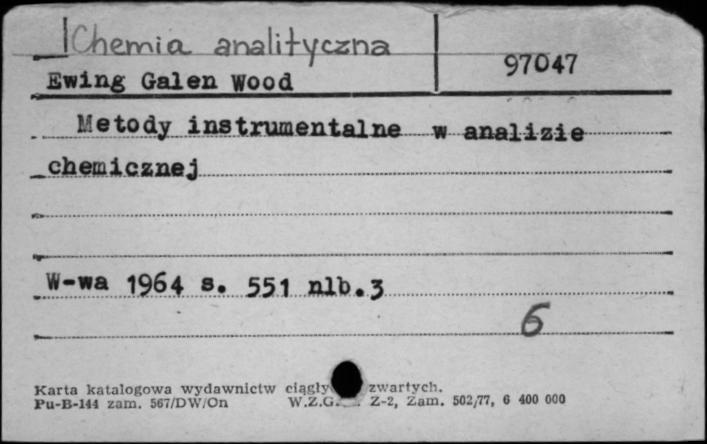 Chemia analityczna
97047
Ewing Galen Wood
Metody instrumentalne w analizie
chemicznej
W-wa 1964 s. 551 nlb.3
6
Karta katalogowa wydawnictw zwartych.
Pu-B-144 zam. 567/DW/On W.Z.G. Z-2, Zam. 502/77, 6 400 000